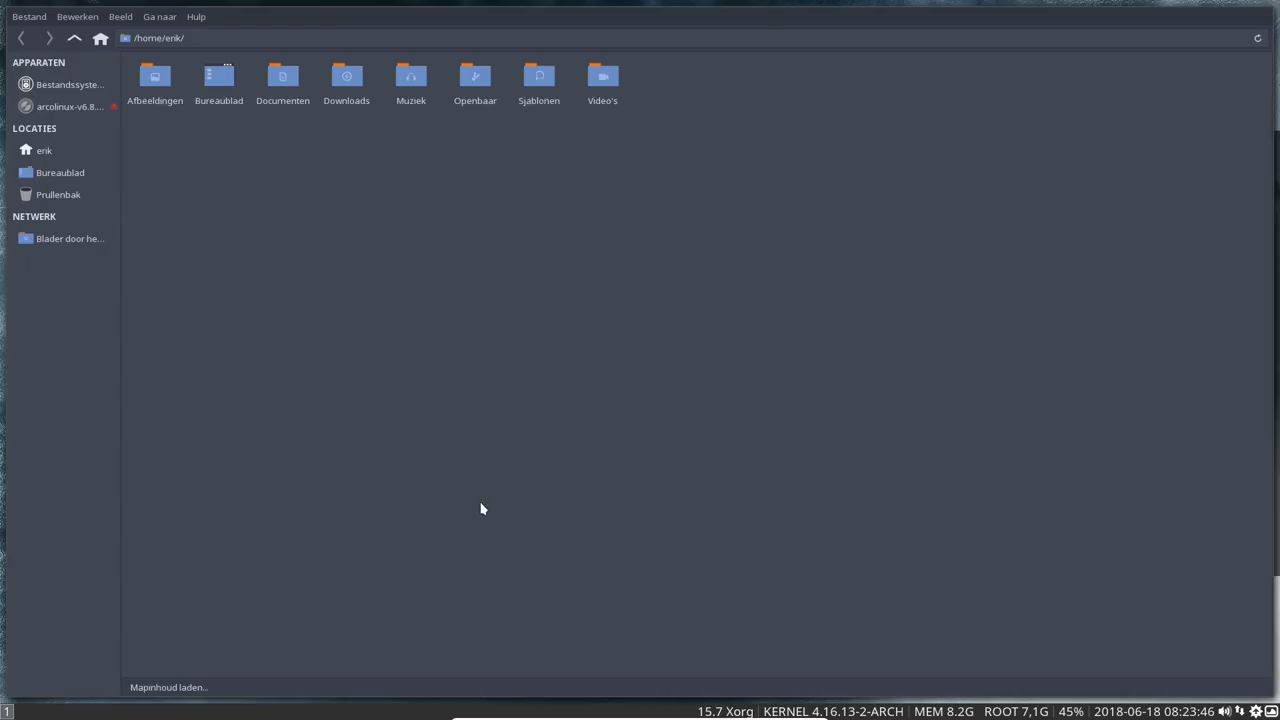 Bestand Bewerken Beeld Ga naar Hulp
/home/erik/
APPARATEN
Bestandssyste...
arcolinux-v6.8....
LOCATIES
erik
Bureaublad
Prullenbak
NETWERK
Blader door he...
Afbeeldingen Bureaublad Documenten Downloads Muziek Openbaar Sjablonen Video's
Mapinhoud laden...
1 15.7 Xorg KERNEL 4.16.13-2-ARCH MEM 8.2G ROOT 7,1G 45% 2018-06-18 08:23:46